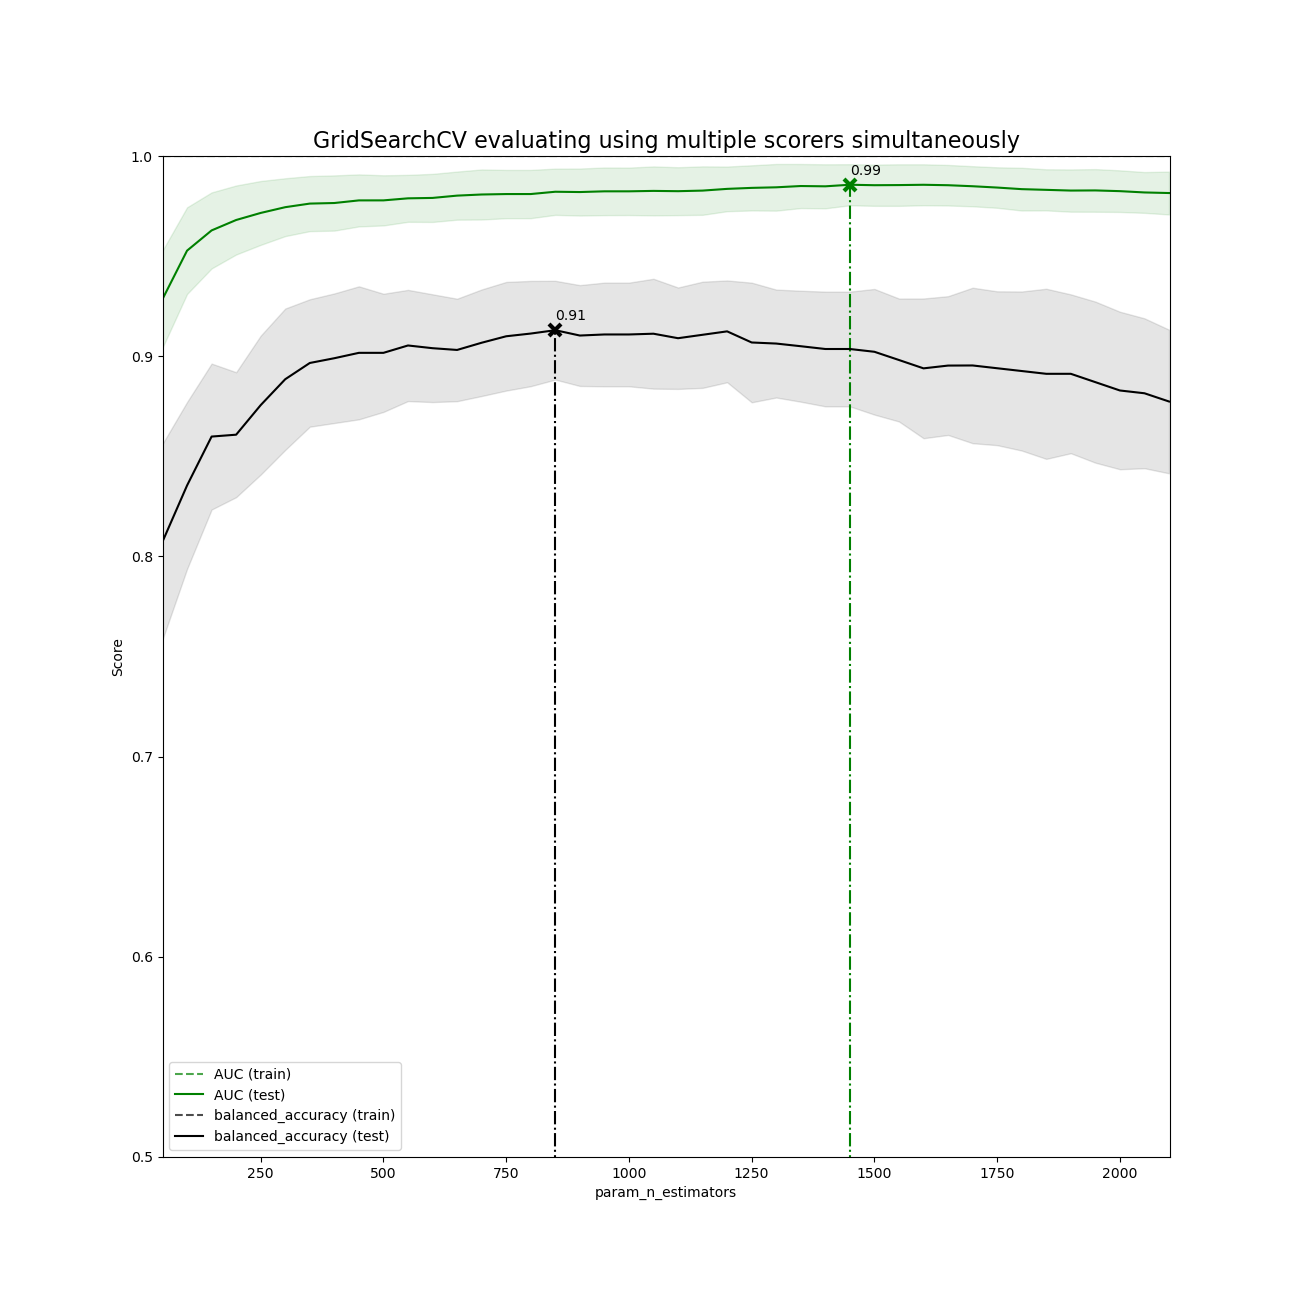 GridSearchCV evaluating using multiple scorers simultaneously
1.0
0.99
0.91
0.9
0.8
Score
0.7
0.6
AUC (train)
AUC (test)
balanced_accuracy (train)
balanced_accuracy (test)
0.5
250 500 750 1000 1250 1500 1750 2000
param_n_estimators